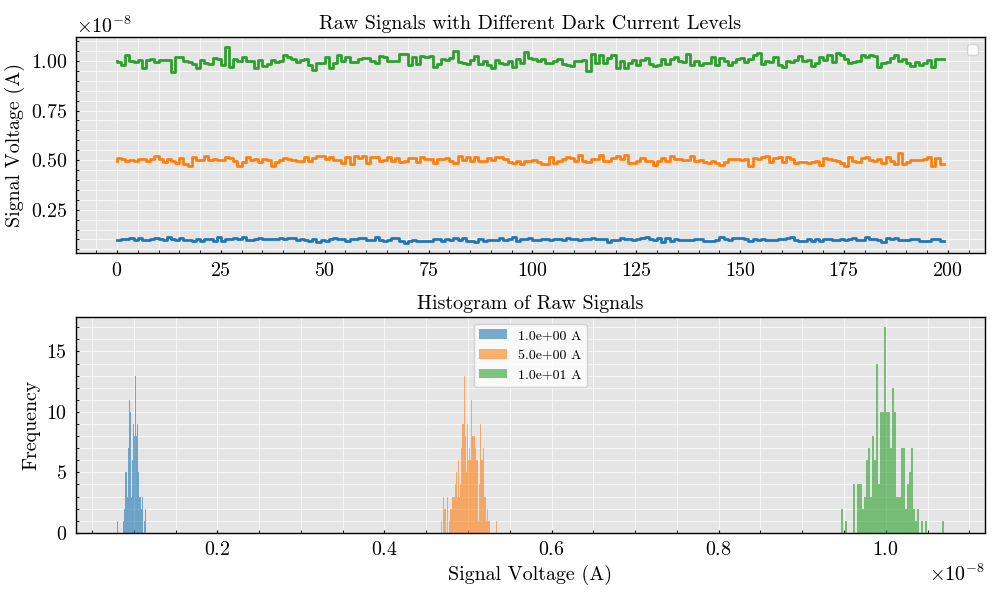 Raw Signals with Different Dark Current Levels
×10⁻⁸
Signal Voltage (A)
1.00
0.75
0.50
0.25
0 25 50 75 100 125 150 175 200
Histogram of Raw Signals
1.0e+00 A
5.0e+00 A
1.0e+01 A
Frequency
15
10
5
0
0.2 0.4 0.6 0.8 1.0
Signal Voltage (A)
×10⁻⁸